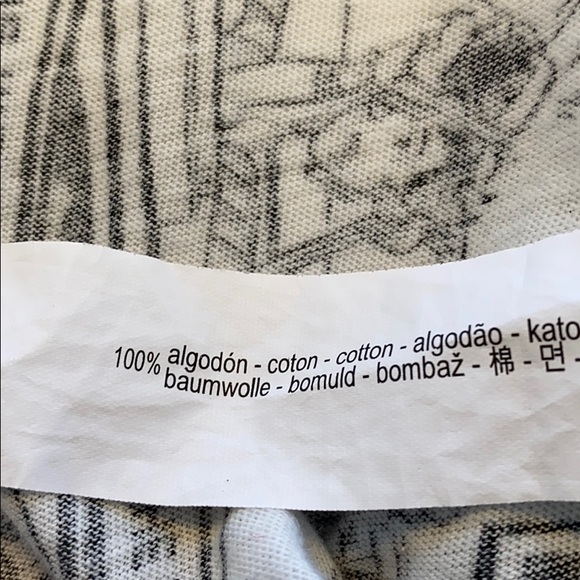 100% algodón - coton - cotton - algodão - kato
baumwolle - bomuld - bombaž - 棉 - 면 -